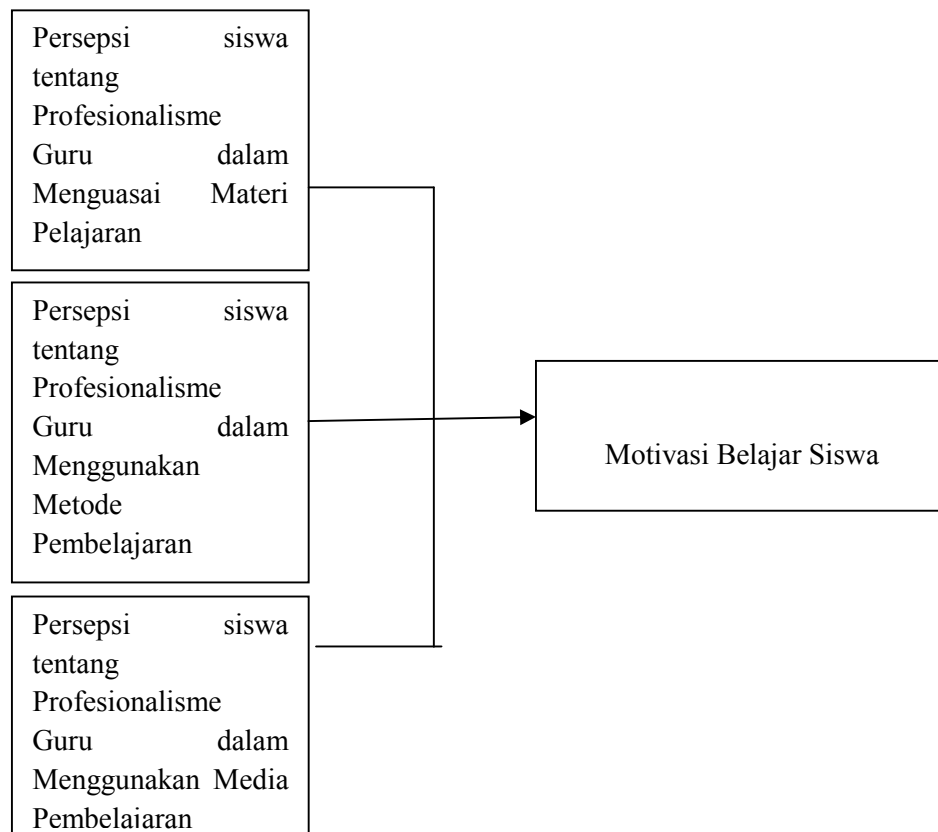 Persepsi siswa
tentang
Profesionalisme
Guru dalam
Menguasai Materi
Pelajaran
Persepsi siswa
tentang
Profesionalisme
Guru dalam
Menggunakan
Metode
Pembelajaran
Persepsi siswa
tentang
Profesionalisme
Guru dalam
Menggunakan Media
Pembelajaran
Motivasi Belajar Siswa